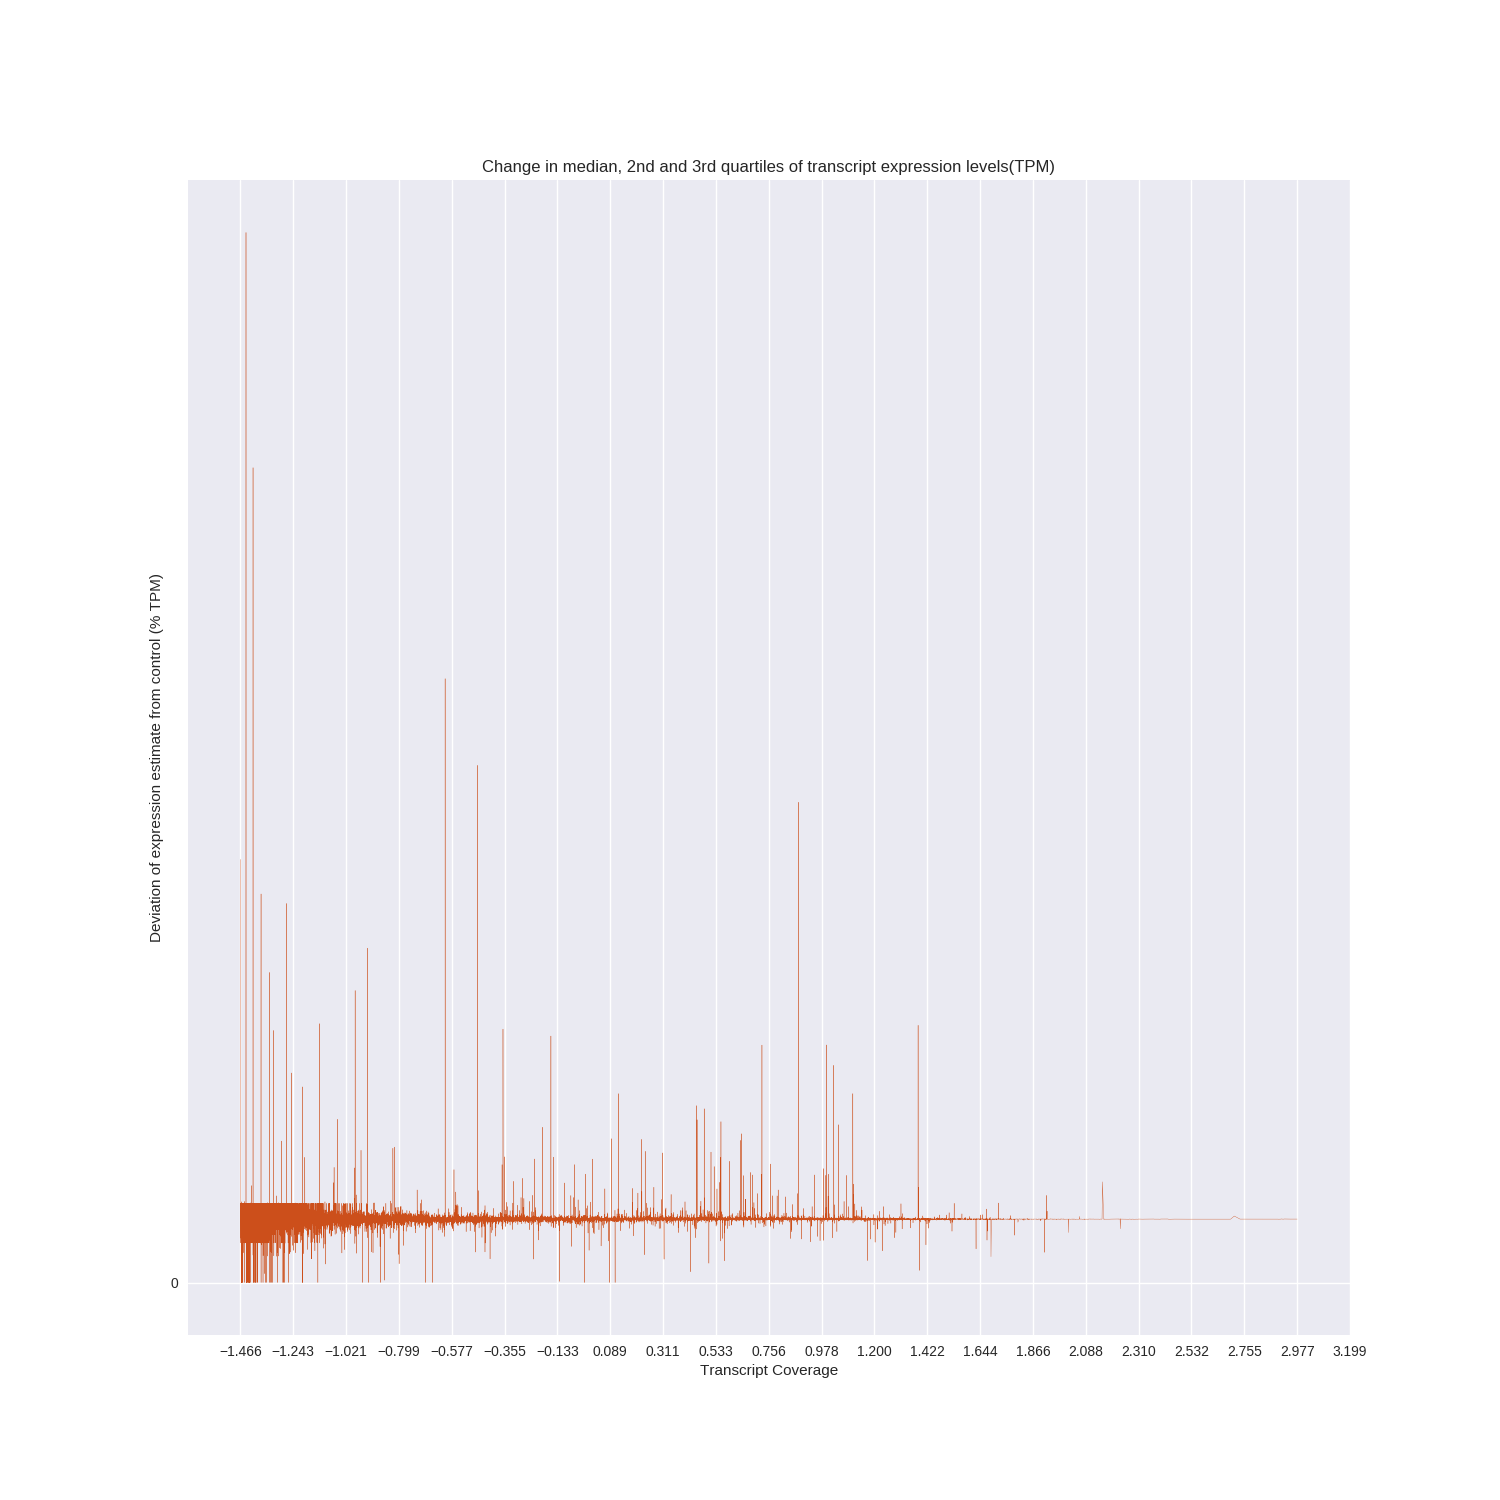 Change in median, 2nd and 3rd quartiles of transcript expression levels(TPM)
Deviation of expression estimate from control (% TPM)
0
−1.466 −1.243 −1.021 −0.799 −0.577 −0.355 −0.133 0.089 0.311 0.533 0.756 0.978 1.200 1.422 1.644 1.866 2.088 2.310 2.532 2.755 2.977 3.199
Transcript Coverage